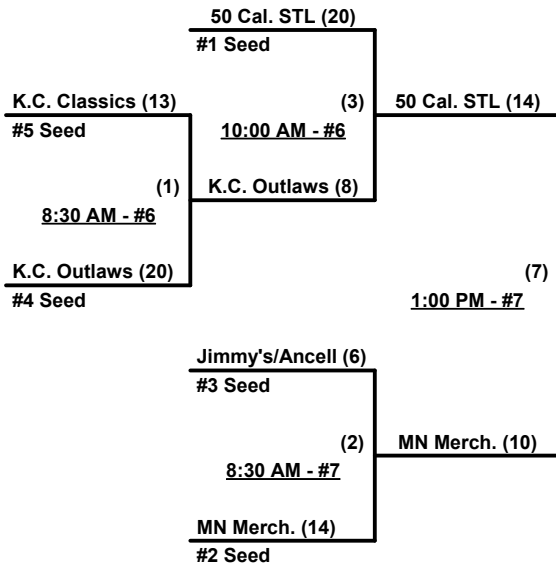 50 Cal. STL (20)
#1 Seed
K.C. Classics (13)
(3)
50 Cal. STL (14)
#5 Seed
10:00 AM - #6
(1)
K.C. Outlaws (8)
8:30 AM - #6
K.C. Outlaws (20)
(7)
#4 Seed
1:00 PM - #7
Jimmy's/Ancell (6)
#3 Seed
(2)
MN Merch. (10)
8:30 AM - #7
MN Merch. (14)
#2 Seed